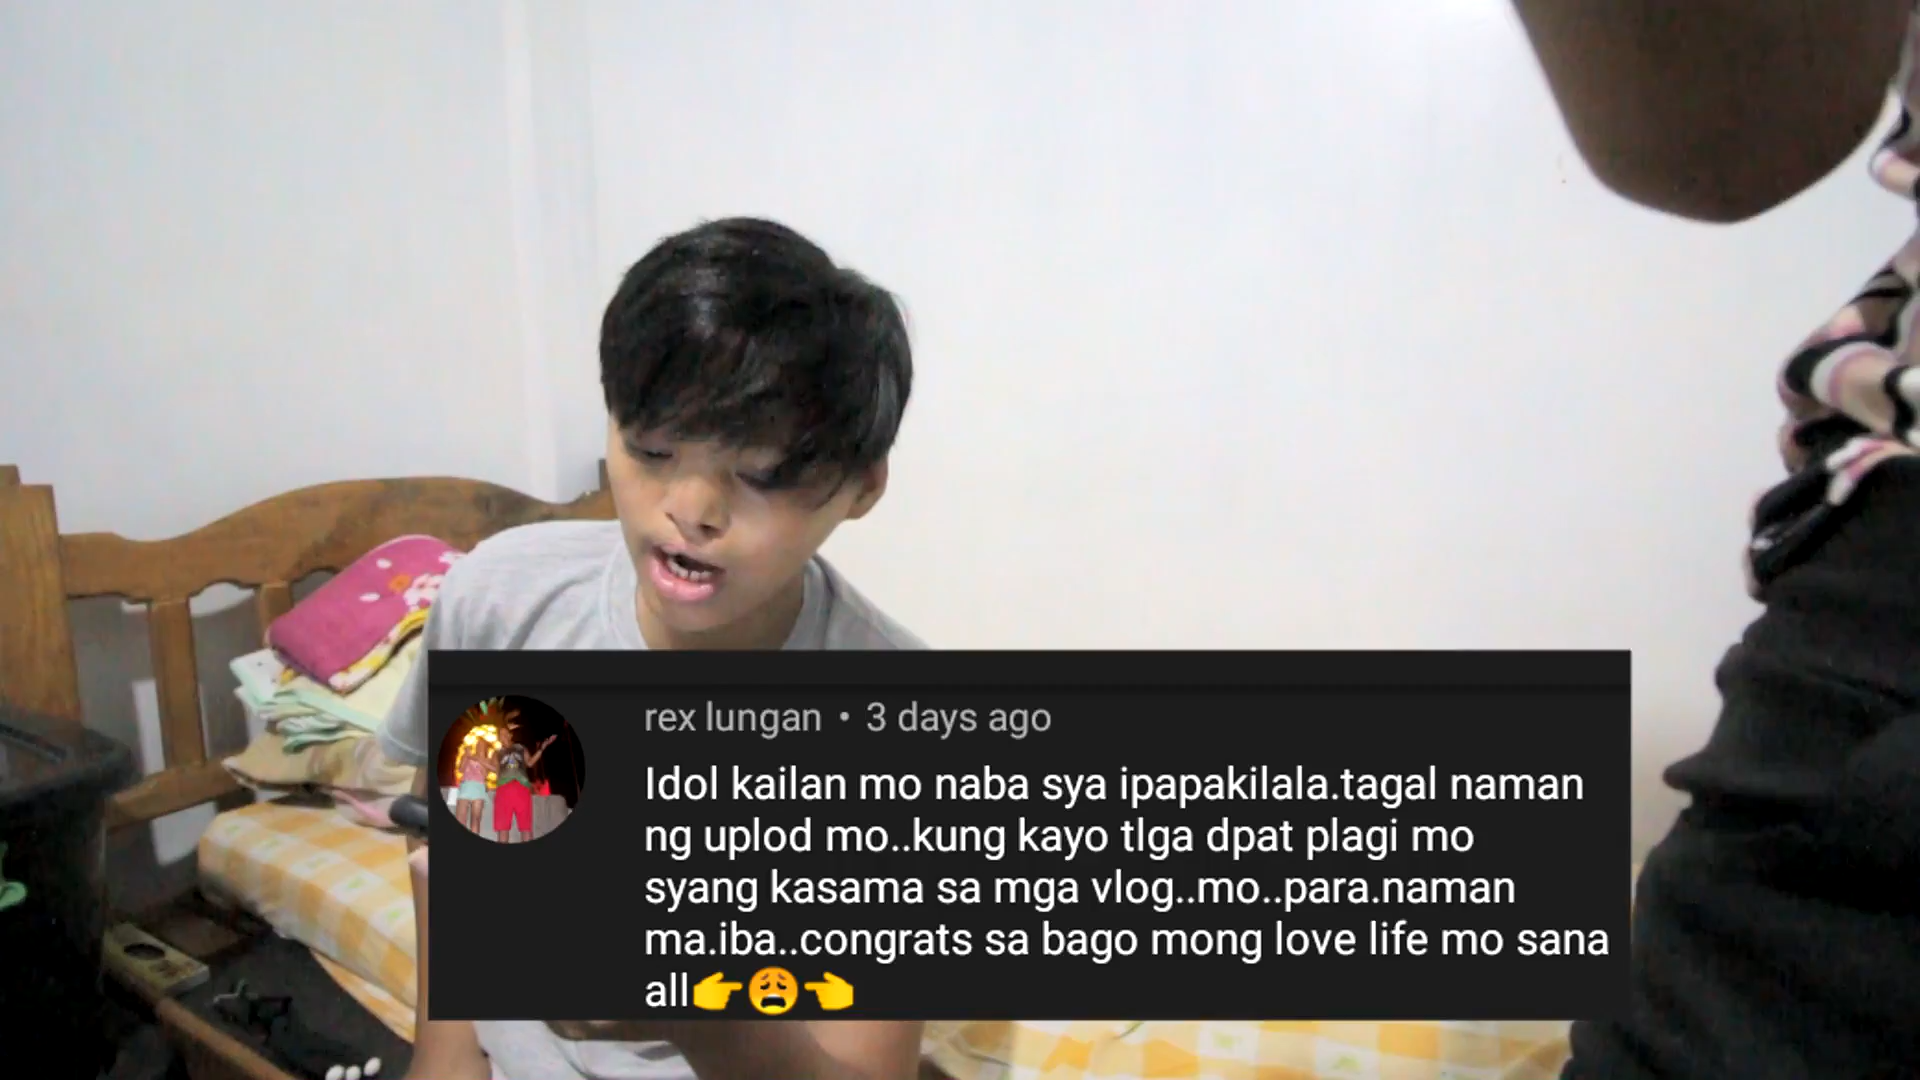 rex lungan • 3 days ago
Idol kailan mo naba sya ipapakilala.tagal naman
ng uplod mo..kung kayo tlga dpat plagi mo
syang kasama sa mga vlog..mo..para.naman
ma.iba..congrats sa bago mong love life mo sana
all👉😩👈